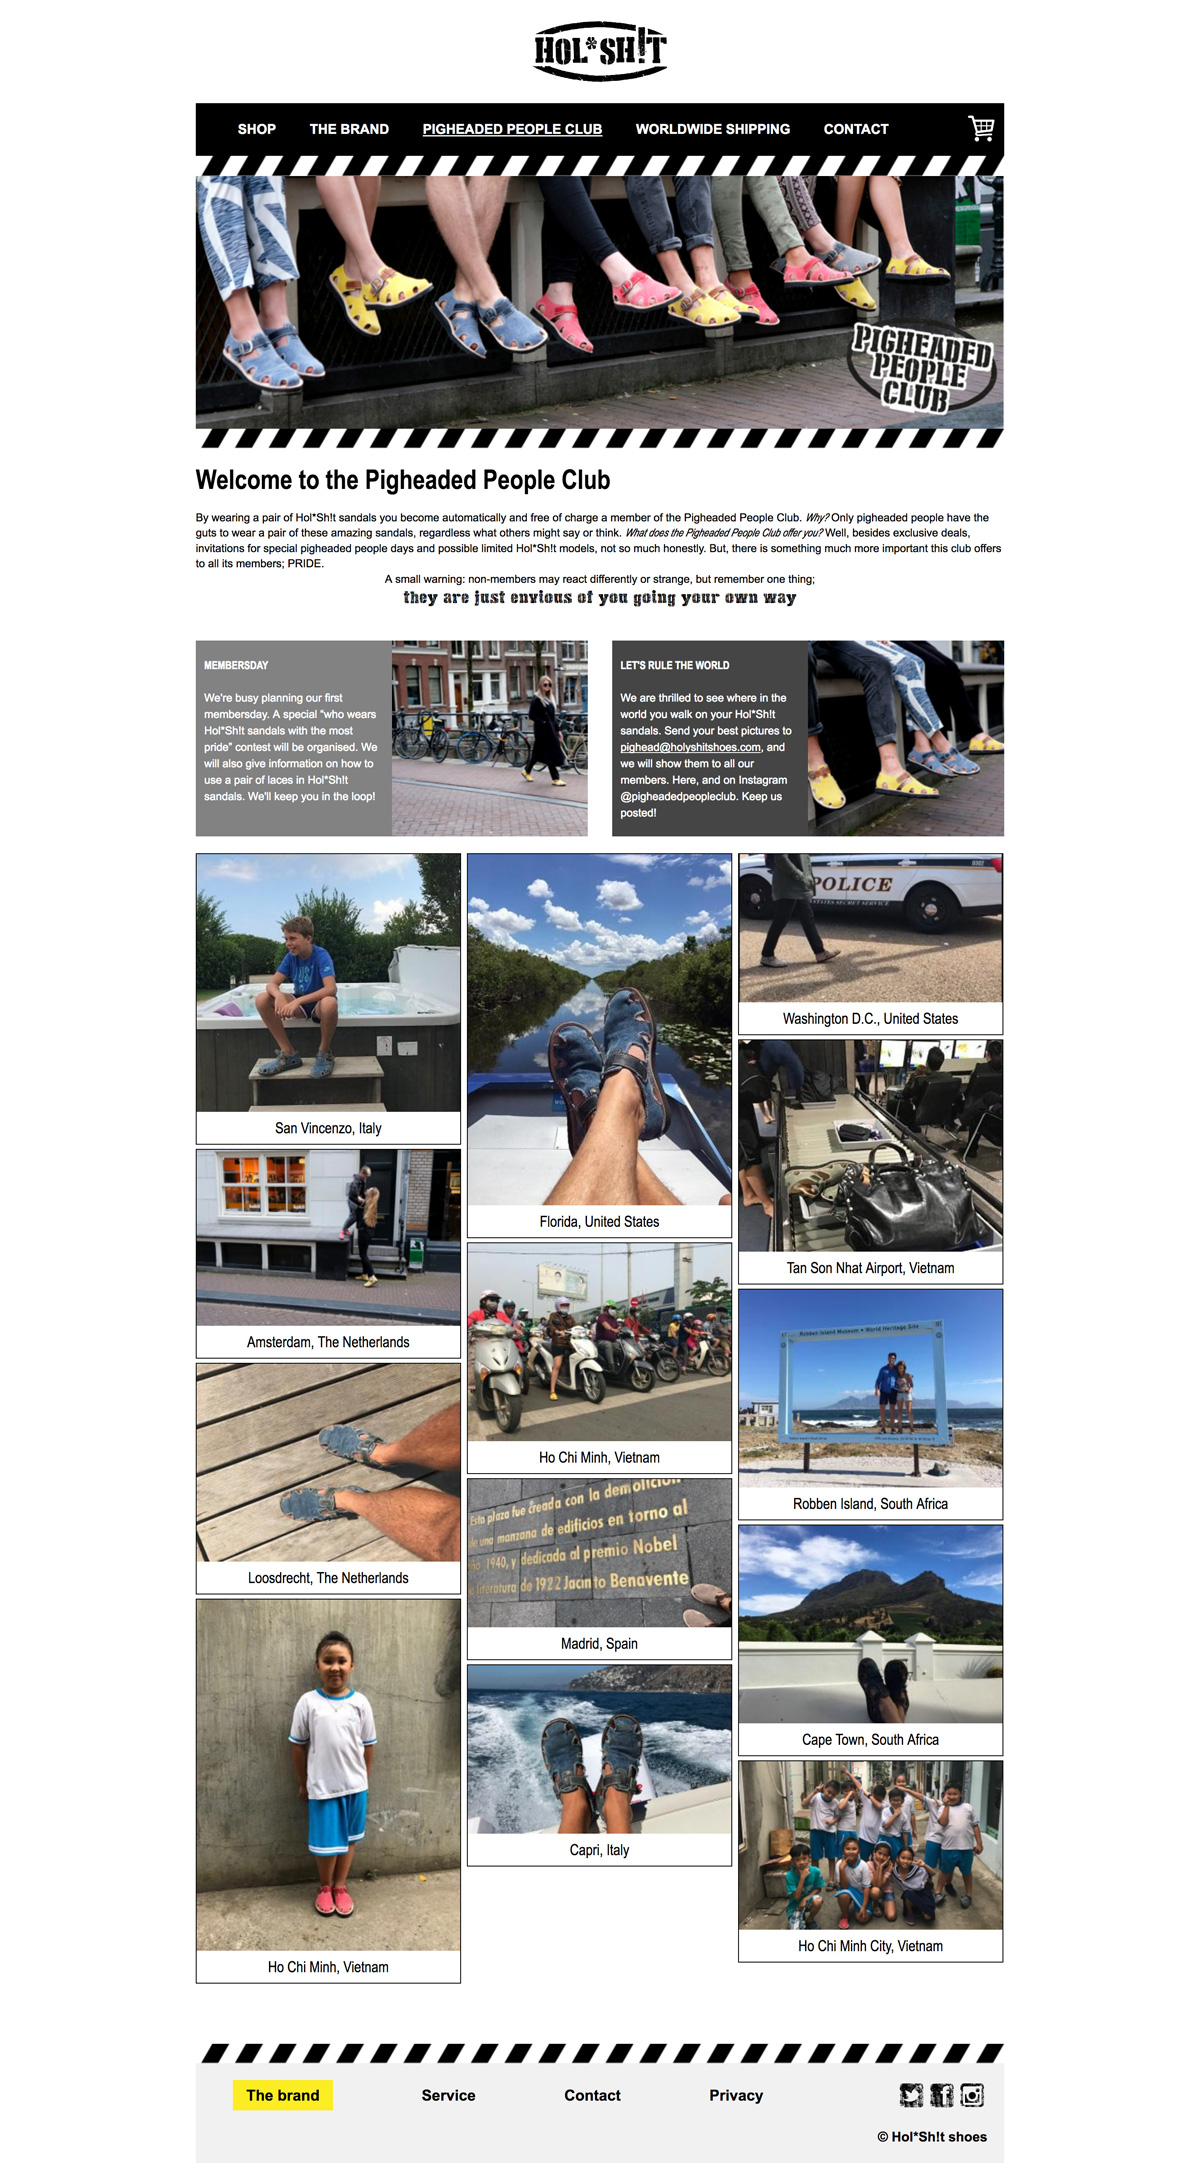 HOL*SH!T
SHOP THE BRAND PIGHEADED PEOPLE CLUB WORLDWIDE SHIPPING CONTACT
PIGHEADED
PEOPLE
CLUB
Welcome to the Pigheaded People Club
By wearing a pair of Hol*Sh!t sandals you become automatically and free of charge a member of the Pigheaded People Club. Why? Only pigheaded people have the
guts to wear a pair of these amazing sandals, regardless what others might say or think. What does the Pigheaded People Club offer you? Well, besides exclusive deals,
invitations for special pigheaded people days and possible limited Hol*Sh!t models, not so much honestly. But, there is something much more important this club offers
to all its members; PRIDE.
A small warning: non-members may react differently or strange, but remember one thing;
they are just envious of you going your own way
MEMBERSDAY
We're busy planning our first
membersday. A special “who wears
Hol*Sh!t sandals with the most
pride” contest will be organised. We
will also give information on how to
use a pair of laces in Hol*Sh!t
sandals. We'll keep you in the loop!
LET'S RULE THE WORLD
We are thrilled to see where in the
world you walk on your Hol*Sh!t
sandals. Send your best pictures to
pighead@holyshitshoes.com, and
we will show them to all our
members. Here, and on Instagram
@pigheadedpeopleclub. Keep us
posted!
San Vincenzo, Italy
Amsterdam, The Netherlands
Loosdrecht, The Netherlands
Ho Chi Minh, Vietnam
Florida, United States
Ho Chi Minh, Vietnam
Esta plaza fue creada con la demolición
de una manzana de edificios en torno al
año 1940, y dedicada al premio Nobel
literatura de 1922 Jacinto Benavente
Madrid, Spain
Capri, Italy
POLICE
STATES SECRET SERVICE
Washington D.C., United States
Tan Son Nhat Airport, Vietnam
Robben Island Museum • World Heritage Site
Robben Island, South Africa
Cape Town, South Africa
Ho Chi Minh City, Vietnam
The brand Service Contact Privacy
© Hol*Sh!t shoes